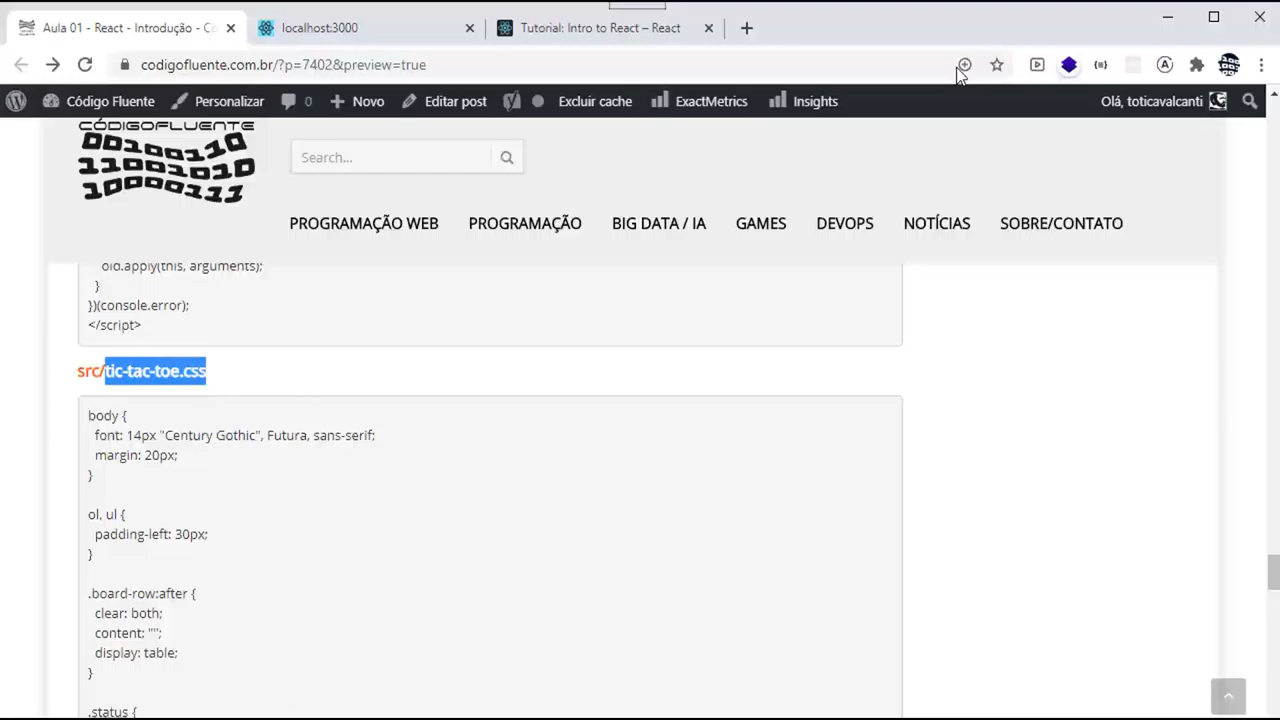 Aula 01 - React - Introdução - Co
localhost:3000
Tutorial: Intro to React – React
codigofluente.com.br/?p=7402&preview=true
Código Fluente
Personalizar
0
Novo
Editar post
Excluir cache
ExactMetrics
Insights
Olá, toticavalcanti
CÓDIGOFLUENTE
00100110
11001010
10000111
Search...
PROGRAMAÇÃO WEB
PROGRAMAÇÃO
BIG DATA / IA
GAMES
DEVOPS
NOTÍCIAS
SOBRE/CONTATO
old.apply(this, arguments);
}
})(console.error);
</script>
src/tic-tac-toe.css
body {
font: 14px "Century Gothic", Futura, sans-serif;
margin: 20px;
}
ol, ul {
padding-left: 30px;
}
.board-row:after {
clear: both;
content: "";
display: table;
}
.status {